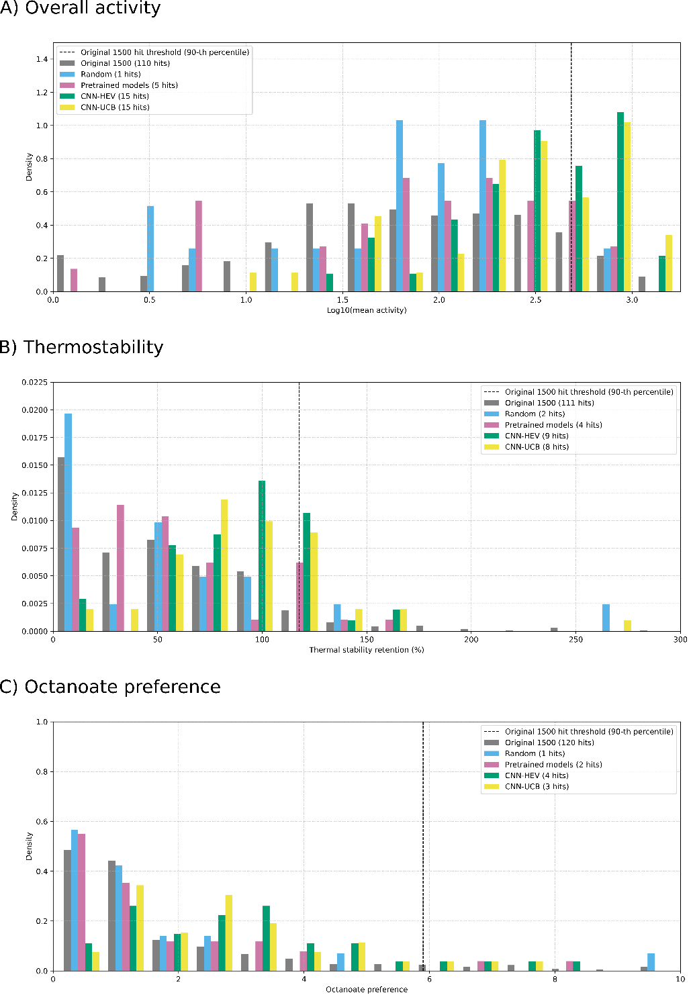 A) Overall activity
Original 1500 hit threshold (90-th percentile)
Original 1500 (110 hits)
Random (1 hits)
Pretrained models (5 hits)
CNN-HEV (15 hits)
CNN-UCB (15 hits)
1.4
1.2
1.0
0.8
0.6
0.4
0.2
0.0
Density
0.0 0.5 1.0 1.5 2.0 2.5 3.0
Log10(mean activity)
B) Thermostability
Original 1500 hit threshold (90-th percentile)
Original 1500 (111 hits)
Random (2 hits)
Pretrained models (4 hits)
CNN-HEV (9 hits)
CNN-UCB (8 hits)
0.0225
0.0200
0.0175
0.0150
0.0125
0.0100
0.0075
0.0050
0.0025
0.0000
Density
0 50 100 150 200 250 300
Thermal stability retention (%)
C) Octanoate preference
Original 1500 hit threshold (90-th percentile)
Original 1500 (120 hits)
Random (1 hits)
Pretrained models (2 hits)
CNN-HEV (4 hits)
CNN-UCB (3 hits)
1.0
0.8
0.6
0.4
0.2
0.0
Density
0 2 4 6 8 10
Octanoate preference